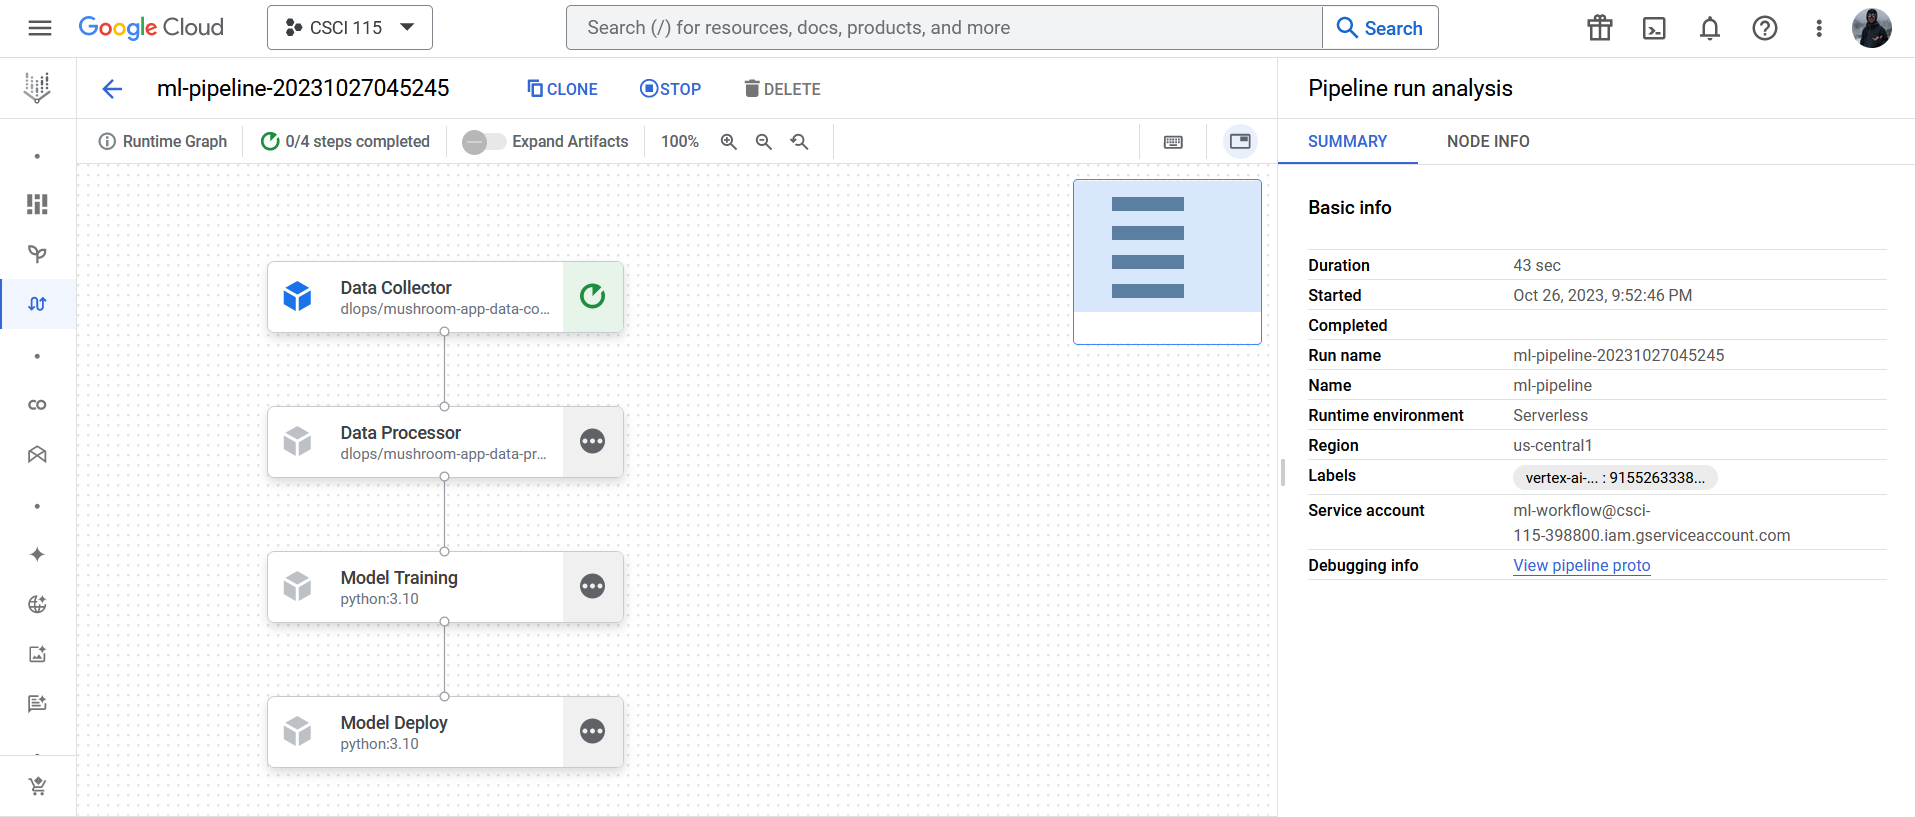 Google Cloud
CSCI 115
Search (/) for resources, docs, products, and more
Search
ml-pipeline-20231027045245
CLONE
STOP
DELETE
Pipeline run analysis
Runtime Graph
0/4 steps completed
Expand Artifacts
100%
SUMMARY
NODE INFO
Data Collector
dlops/mushroom-app-data-co...
Data Processor
dlops/mushroom-app-data-pr...
Model Training
python:3.10
Model Deploy
python:3.10
Basic info
Duration 43 sec
Started Oct 26, 2023, 9:52:46 PM
Completed
Run name ml-pipeline-20231027045245
Name ml-pipeline
Runtime environment Serverless
Region us-central1
Labels vertex-ai-... : 9155263338...
Service account ml-workflow@csci-
115-398800.iam.gserviceaccount.com
Debugging info View pipeline proto